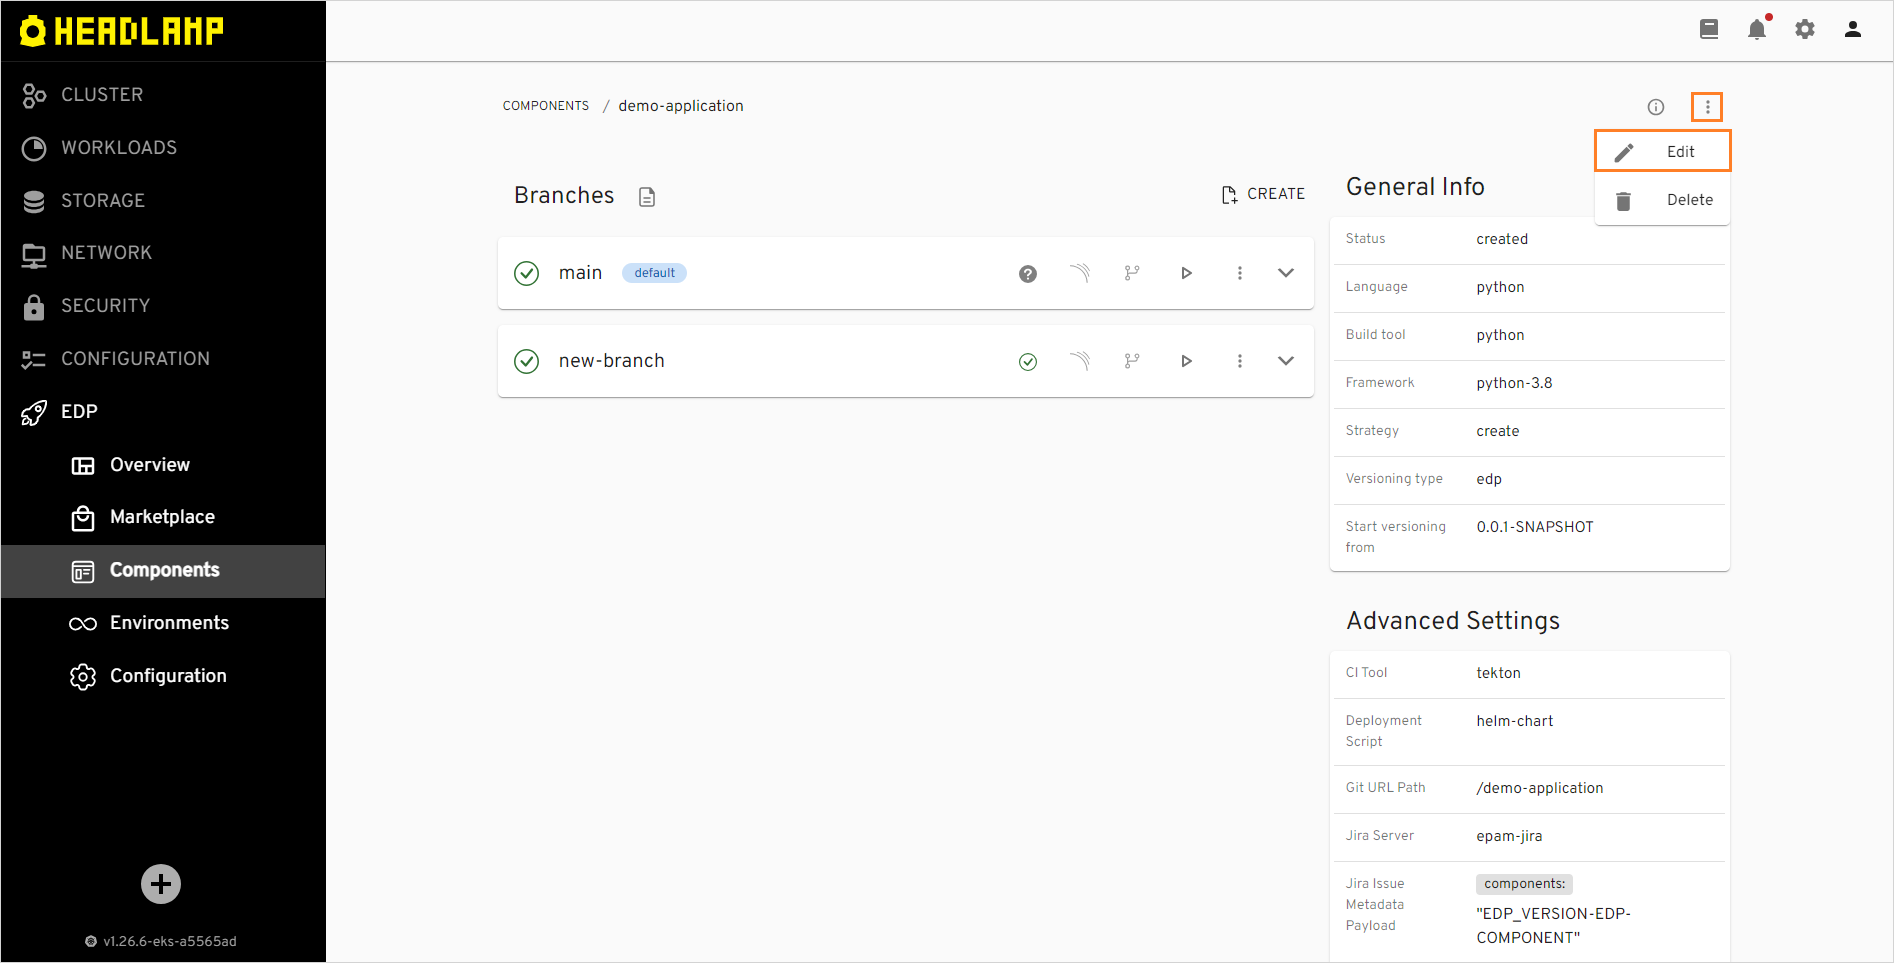 HEADLAMP
CLUSTER
WORKLOADS
STORAGE
NETWORK
SECURITY
CONFIGURATION
EDP
Overview
Marketplace
Components
Environments
Configuration
v1.26.6-eks-a5565ad
COMPONENTS / demo-application
Edit
Delete
Branches
CREATE
main default
new-branch
General Info
Status created
Language python
Build tool python
Framework python-3.8
Strategy create
Versioning type edp
Start versioning 0.0.1-SNAPSHOT
from
Advanced Settings
CI Tool tekton
Deployment helm-chart
Script
Git URL Path /demo-application
Jira Server epam-jira
Jira Issue components:
Metadata "EDP_VERSION-EDP-
Payload COMPONENT"